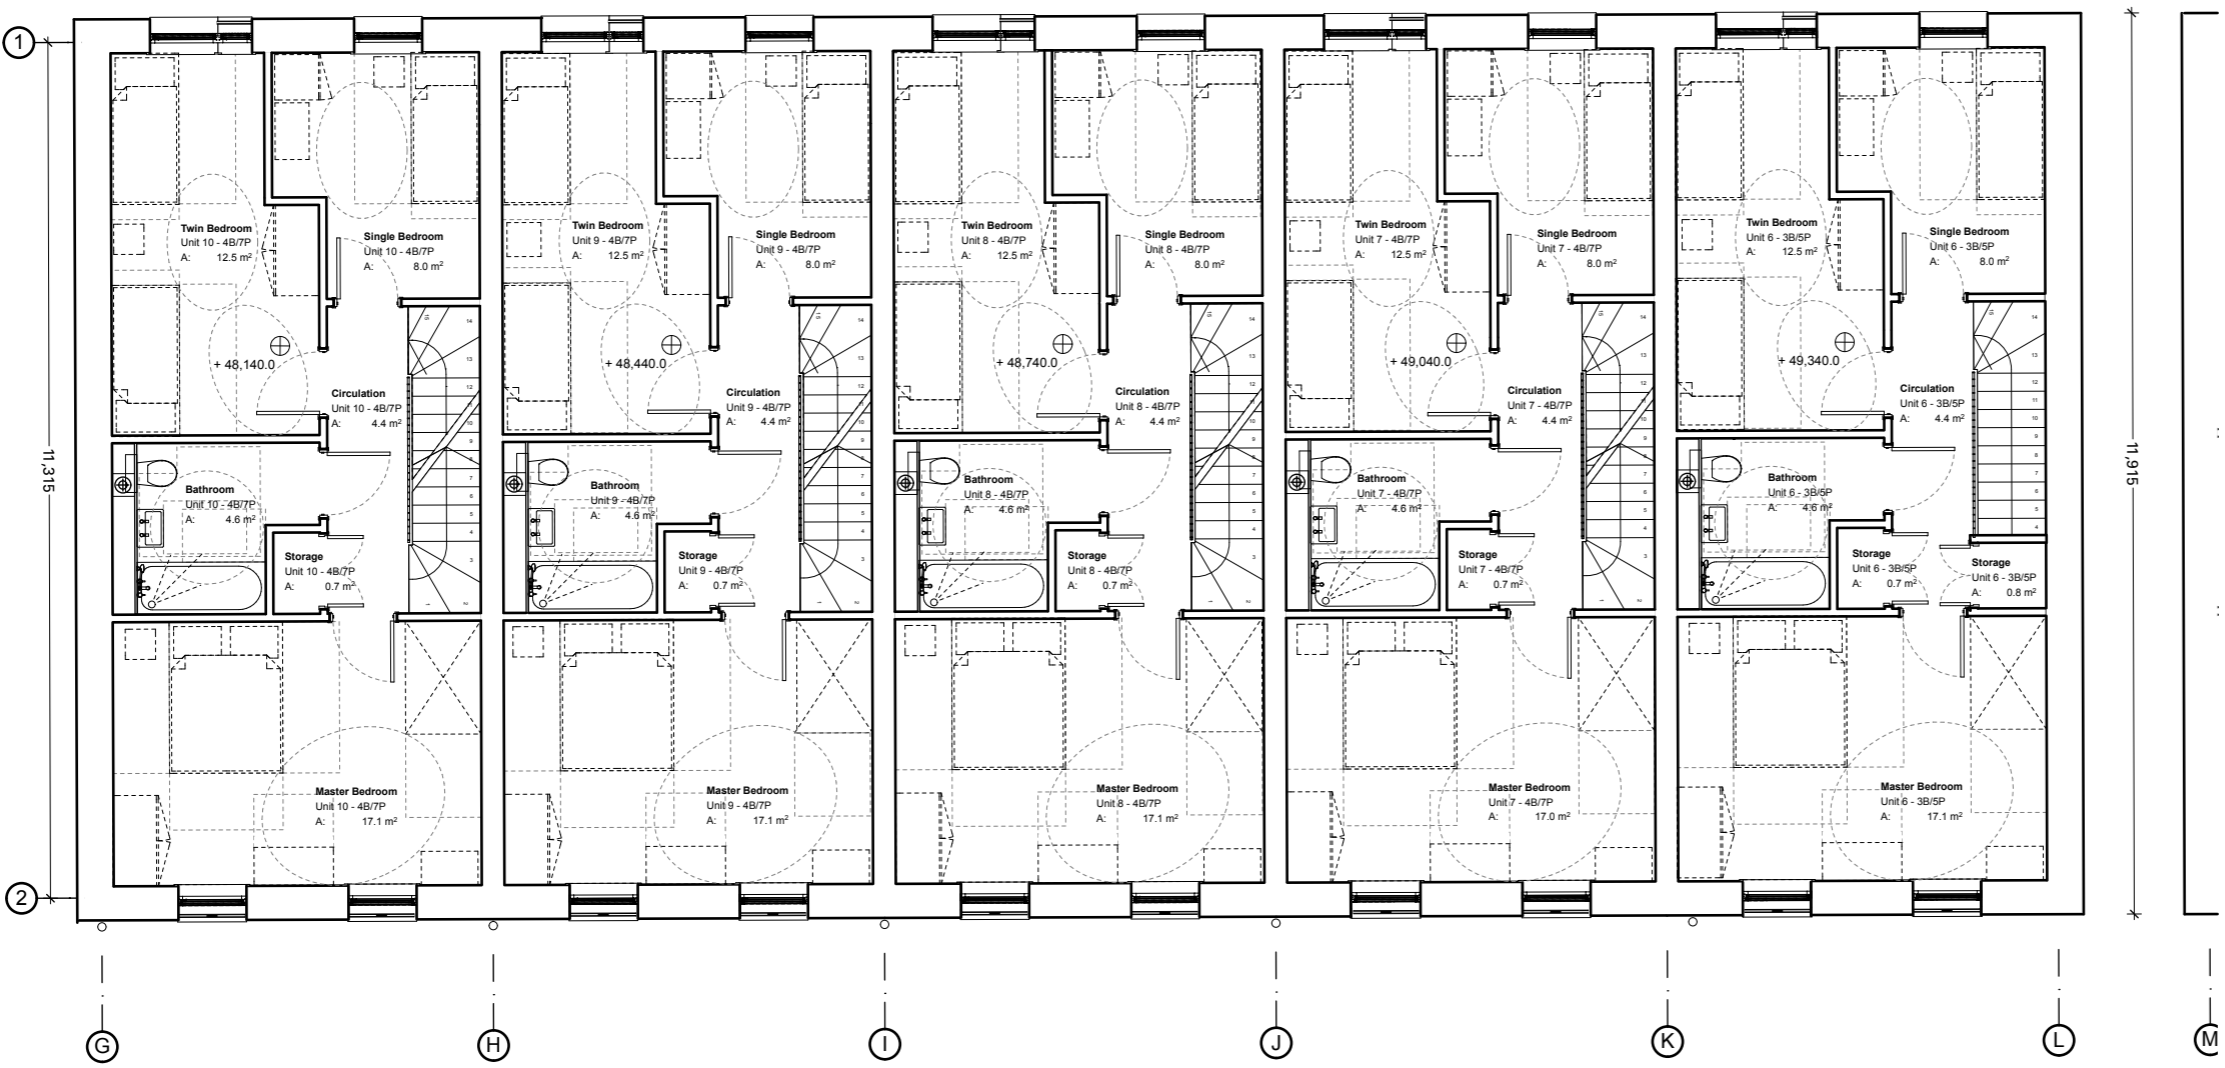 1
2
11,315
11,915
Twin Bedroom
Unit 10 - 4B/7P
A: 12.5 m²
Single Bedroom
Unit 10 - 4B/7P
A: 8.0 m²
+ 48,140.0
Circulation
Unit 10 - 4B/7P
A: 4.4 m²
Bathroom
Unit 10 - 4B/7P
A: 4.6 m²
Storage
Unit 10 - 4B/7P
A: 0.7 m²
Master Bedroom
Unit 10 - 4B/7P
A: 17.1 m²
Twin Bedroom
Unit 9 - 4B/7P
A: 12.5 m²
Single Bedroom
Unit 9 - 4B/7P
A: 8.0 m²
+ 48,440.0
Circulation
Unit 9 - 4B/7P
A: 4.4 m²
Bathroom
Unit 9 - 4B/7P
A: 4.6 m²
Storage
Unit 9 - 4B/7P
A: 0.7 m²
Master Bedroom
Unit 9 - 4B/7P
A: 17.1 m²
Twin Bedroom
Unit 8 - 4B/7P
A: 12.5 m²
Single Bedroom
Unit 8 - 4B/7P
A: 8.0 m²
+ 48,740.0
Circulation
Unit 8 - 4B/7P
A: 4.4 m²
Bathroom
Unit 8 - 4B/7P
A: 4.6 m²
Storage
Unit 8 - 4B/7P
A: 0.7 m²
Master Bedroom
Unit 8 - 4B/7P
A: 17.1 m²
Twin Bedroom
Unit 7 - 4B/7P
A: 12.5 m²
Single Bedroom
Unit 7 - 4B/7P
A: 8.0 m²
+ 49,040.0
Circulation
Unit 7 - 4B/7P
A: 4.4 m²
Bathroom
Unit 7 - 4B/7P
A: 4.6 m²
Storage
Unit 7 - 4B/7P
A: 0.7 m²
Master Bedroom
Unit 7 - 4B/7P
A: 17.0 m²
Twin Bedroom
Unit 6 - 3B/5P
A: 12.5 m²
Single Bedroom
Unit 6 - 3B/5P
A: 8.0 m²
+ 49,340.0
Circulation
Unit 6 - 3B/5P
A: 4.4 m²
Bathroom
Unit 6 - 3B/5P
A: 4.6 m²
Storage
Unit 6 - 3B/5P
A: 0.7 m²
Storage
Unit 6 - 3B/5P
A: 0.8 m²
Master Bedroom
Unit 6 - 3B/5P
A: 17.1 m²
G
H
I
J
K
L
M